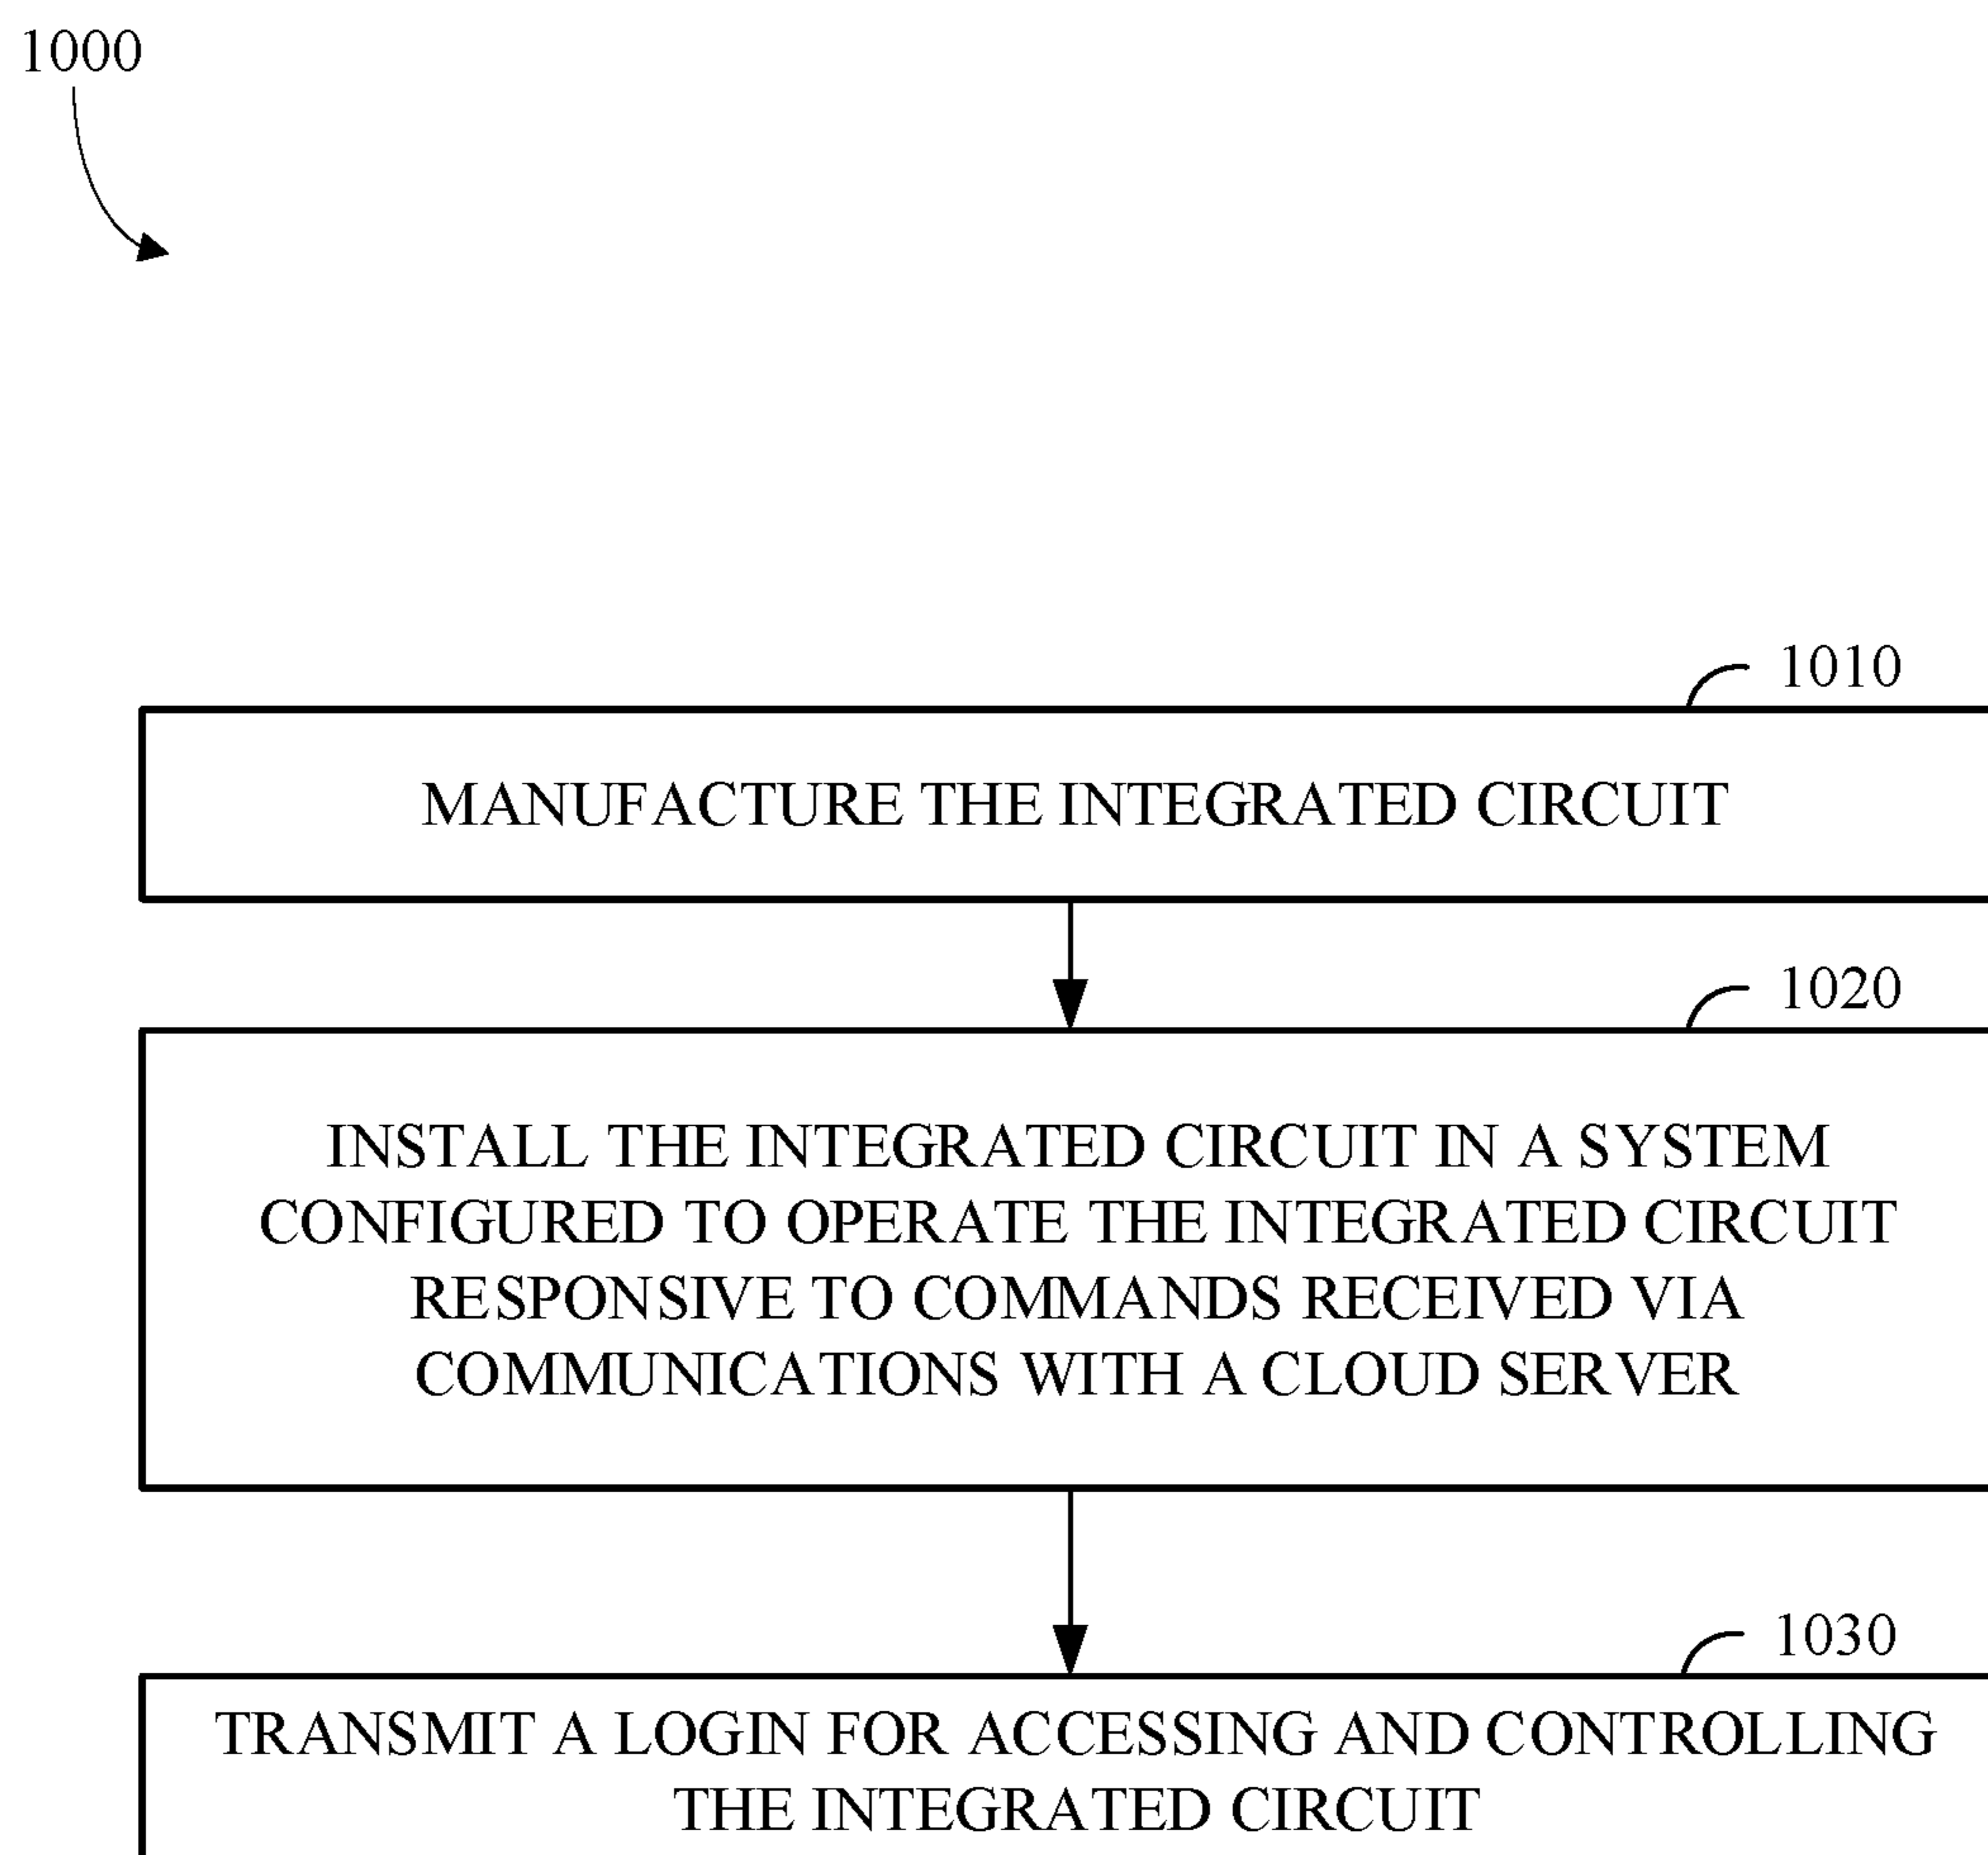 1000
1010
MANUFACTURE THE INTEGRATED CIRCUIT
1020
INSTALL THE INTEGRATED CIRCUIT IN A SYSTEM
CONFIGURED TO OPERATE THE INTEGRATED CIRCUIT
RESPONSIVE TO COMMANDS RECEIVED VIA
COMMUNICATIONS WITH A CLOUD SERVER
1030
TRANSMIT A LOGIN FOR ACCESSING AND CONTROLLING
THE INTEGRATED CIRCUIT